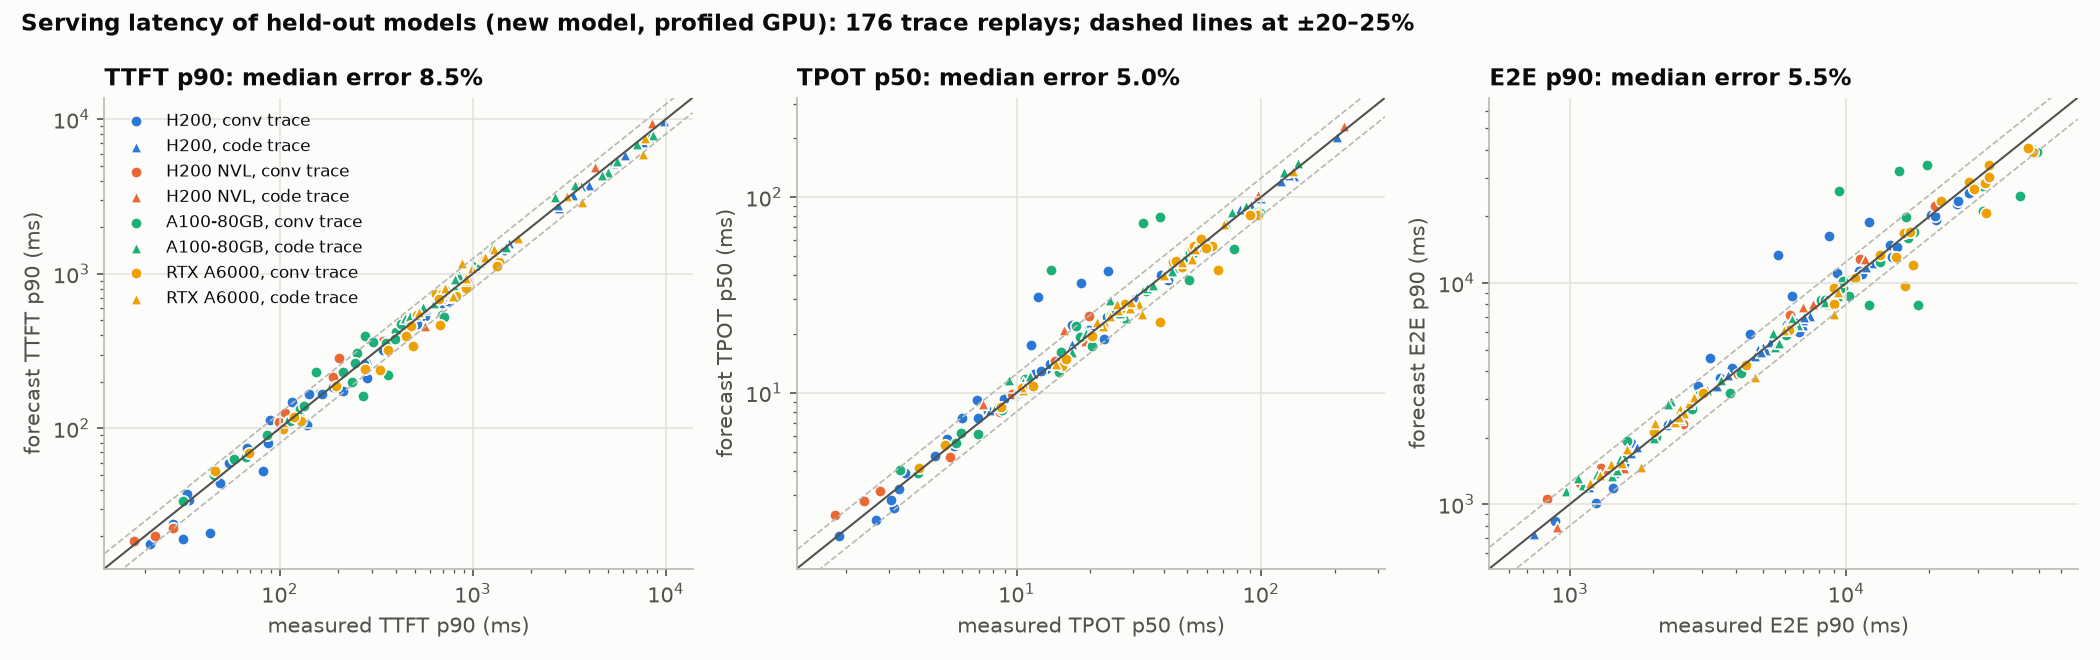 Serving latency of held-out models (new model, profiled GPU): 176 trace replays; dashed lines at ±20–25%
TTFT p90: median error 8.5%
10⁴
10³
10²
forecast TTFT p90 (ms)
H200, conv trace
H200, code trace
H200 NVL, conv trace
H200 NVL, code trace
A100-80GB, conv trace
A100-80GB, code trace
RTX A6000, conv trace
RTX A6000, code trace
10²
10³
10⁴
measured TTFT p90 (ms)
TPOT p50: median error 5.0%
10²
10¹
forecast TPOT p50 (ms)
10¹
10²
measured TPOT p50 (ms)
E2E p90: median error 5.5%
10⁴
10³
forecast E2E p90 (ms)
10³
10⁴
measured E2E p90 (ms)